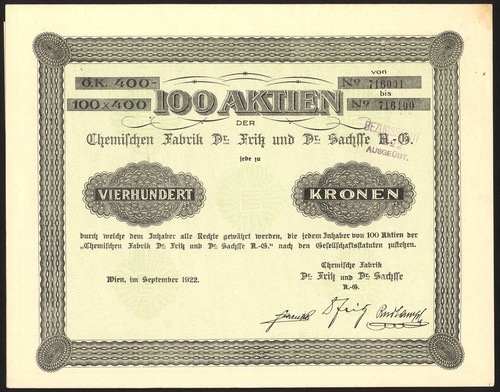 Ö.K. 400.-
von
No 716001
100×400
100 AKTIEN
bis
No 716100
DER
Chemischen Fabrik Dr. Fritz und Dr. Sachsse A.-G.
jede zu
VIERHUNDERT KRONEN
durch welche dem Inhaber alle Rechte gewährt werden, die jedem Inhaber von 100 Aktien der
„Chemischen Fabrik Dr. Fritz und Dr. Sachsse A.-G.“ nach den Gesellschaftsstatuten zustehen.
Wien, im September 1922.
Chemische Fabrik
Dr. Fritz und Dr. Sachsse
A.-G.
AUSGEÜBT.